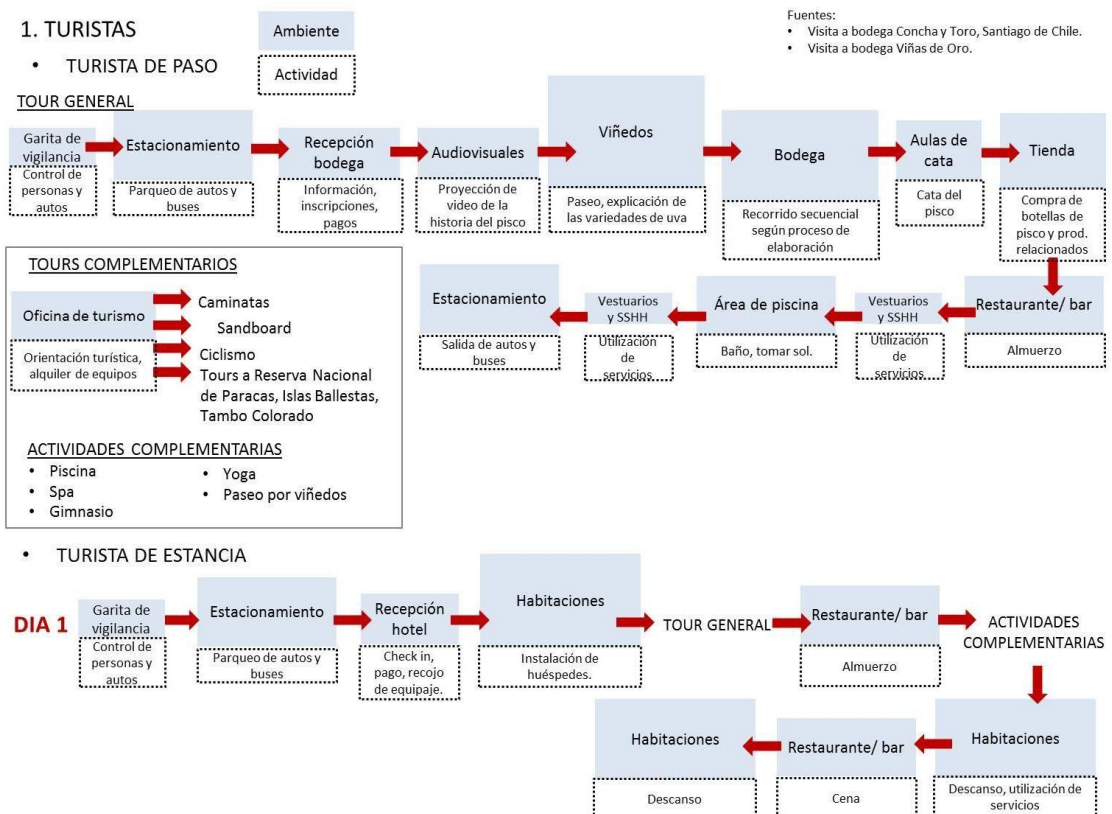 1. TURISTAS
Ambiente
Actividad
Fuentes:
• Visita a bodega Concha y Toro, Santiago de Chile.
• Visita a bodega Viñas de Oro.
• TURISTA DE PASO
TOUR GENERAL
Garita de
vigilancia
Control de
personas y
autos
Estacionamiento
Parqueo de autos y
buses
Recepción
bodega
Información,
inscripciones,
pagos
Audiovisuales
Proyección de
video de la
historia del pisco
Viñedos
Paseo, explicación de
las variedades de uva
Bodega
Recorrido secuencial
según proceso de
elaboración
Aulas de
cata
Cata del
pisco
Tienda
Compra de
botellas de
pisco y prod.
relacionados
Restaurante/ bar
Almuerzo
Vestuarios
y SSHH
Utilización
de
servicios
Área de piscina
Baño, tomar sol.
Vestuarios
y SSHH
Utilización
de
servicios
Estacionamiento
Salida de autos y
buses
TOURS COMPLEMENTARIOS
Oficina de turismo
Orientación turística,
alquiler de equipos
Caminatas
Sandboard
Ciclismo
Tours a Reserva Nacional
de Paracas, Islas Ballestas,
Tambo Colorado
ACTIVIDADES COMPLEMENTARIAS
• Piscina
• Spa
• Gimnasio
• Yoga
• Paseo por viñedos
• TURISTA DE ESTANCIA
DIA 1
Garita de
vigilancia
Control de
personas y
autos
Estacionamiento
Parqueo de autos y
buses
Recepción
hotel
Check in,
pago, recojo
de equipaje.
Habitaciones
Instalación de
huéspedes.
TOUR GENERAL
Restaurante/ bar
Almuerzo
ACTIVIDADES
COMPLEMENTARIAS
Habitaciones
Descanso, utilización de
servicios
Restaurante/ bar
Cena
Habitaciones
Descanso